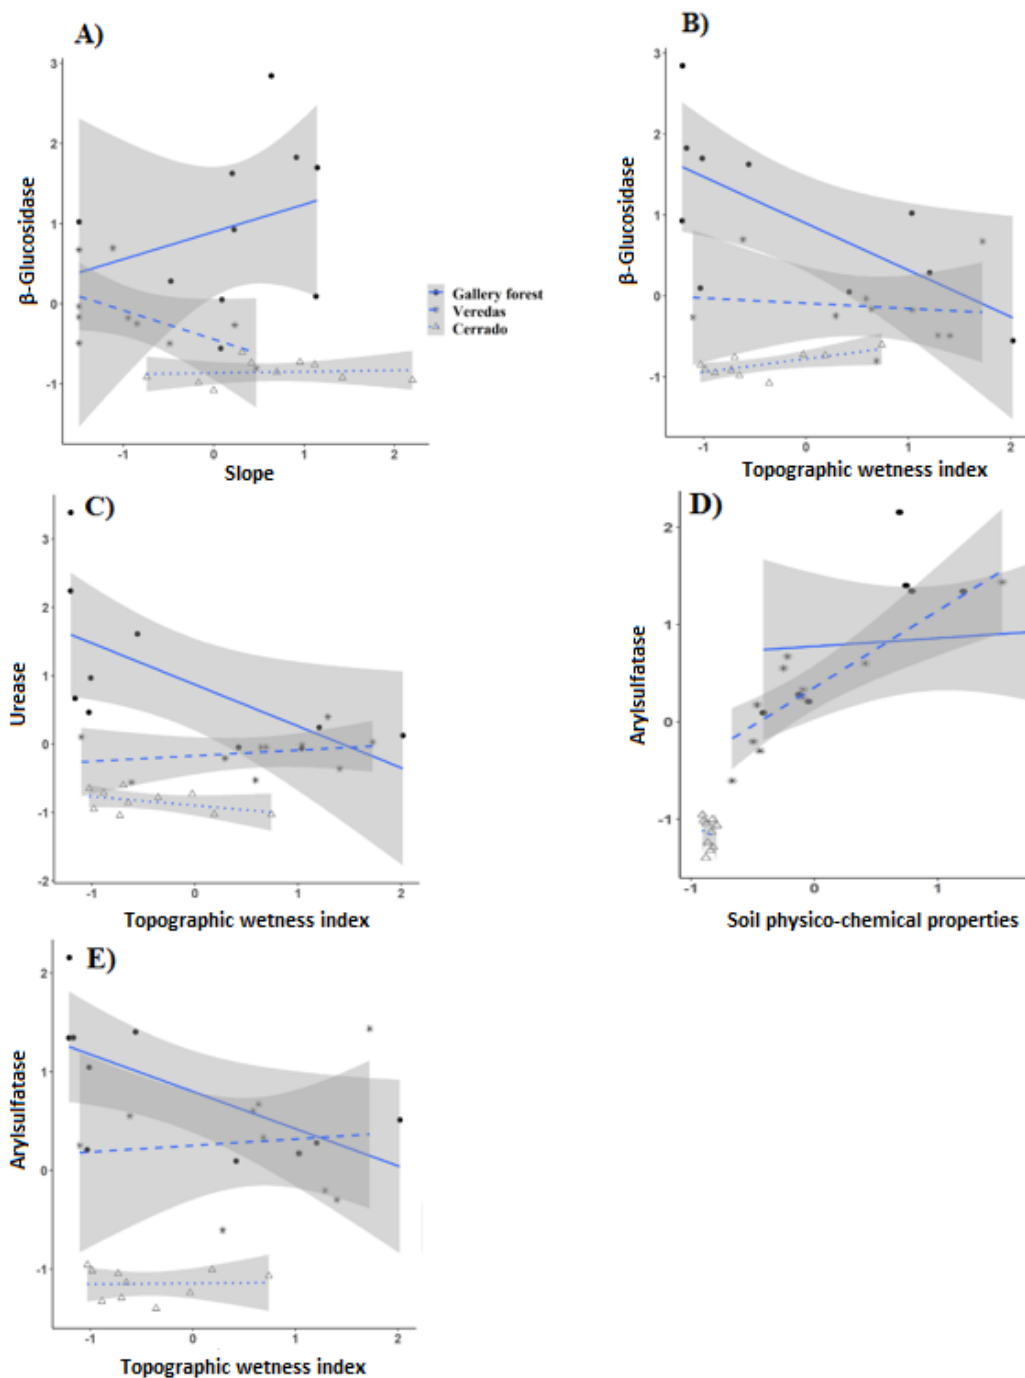 A)
β-Glucosidase
3
2
1
0
-1
-1
0
1
2
Slope
Gallery forest
Veredas
Cerrado
B)
β-Glucosidase
3
2
1
0
-1
-1
0
1
2
Topographic wetness index
C)
Urease
3
2
1
0
-1
-2
-1
0
1
2
Topographic wetness index
D)
Arylsulfatase
2
1
0
-1
-1
0
1
Soil physico-chemical properties
E)
Arylsulfatase
2
1
0
-1
-1
0
1
2
Topographic wetness index